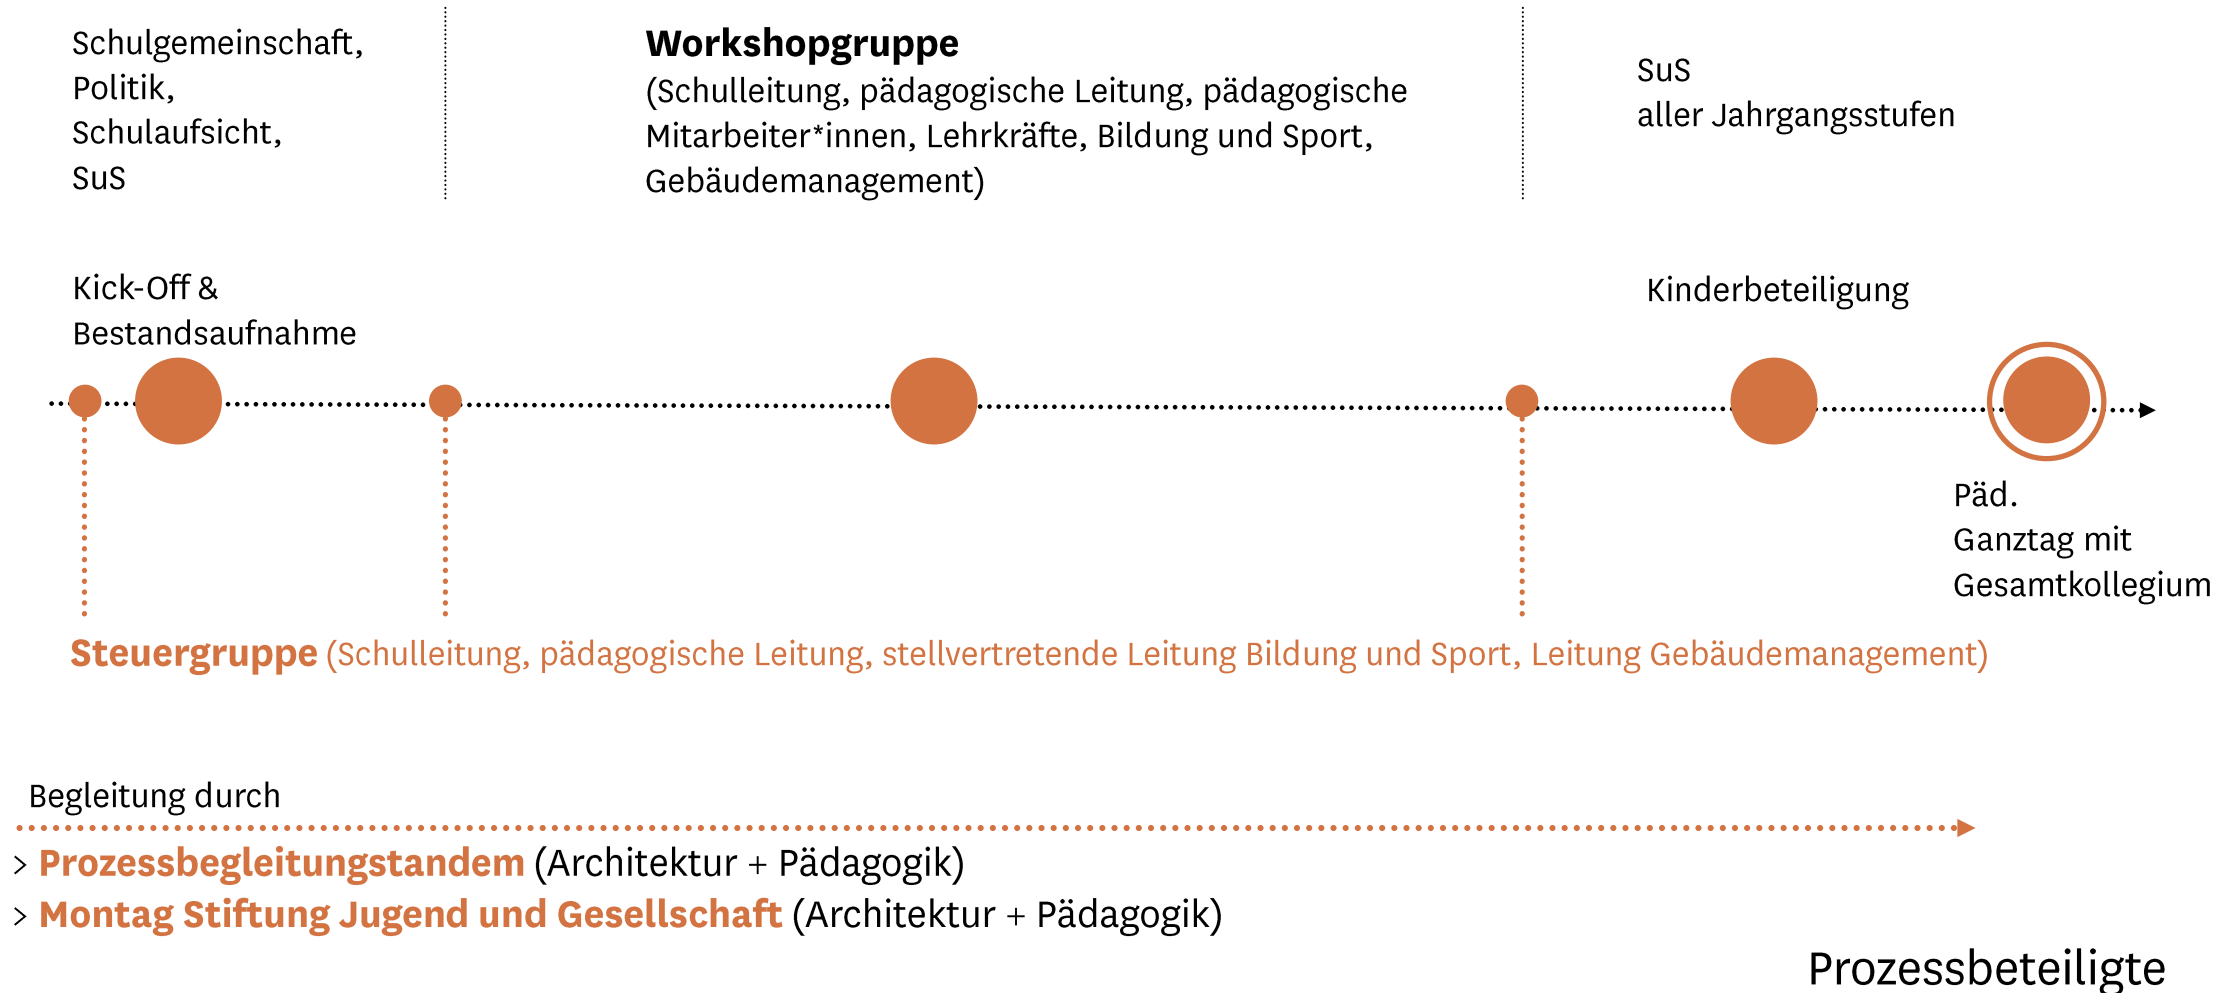 Schulgemeinschaft,
Politik,
Schulaufsicht,
SuS
Workshopgruppe
(Schulleitung, pädagogische Leitung, pädagogische
Mitarbeiter*innen, Lehrkräfte, Bildung und Sport,
Gebäudemanagement)
SuS
aller Jahrgangsstufen
Kick-Off &
Bestandsaufnahme
Kinderbeteiligung
Päd.
Ganztag mit
Gesamtkollegium
Steuergruppe (Schulleitung, pädagogische Leitung, stellvertretende Leitung Bildung und Sport, Leitung Gebäudemanagement)
Begleitung durch
> Prozessbegleitungstandem (Architektur + Pädagogik)
> Montag Stiftung Jugend und Gesellschaft (Architektur + Pädagogik)
Prozessbeteiligte